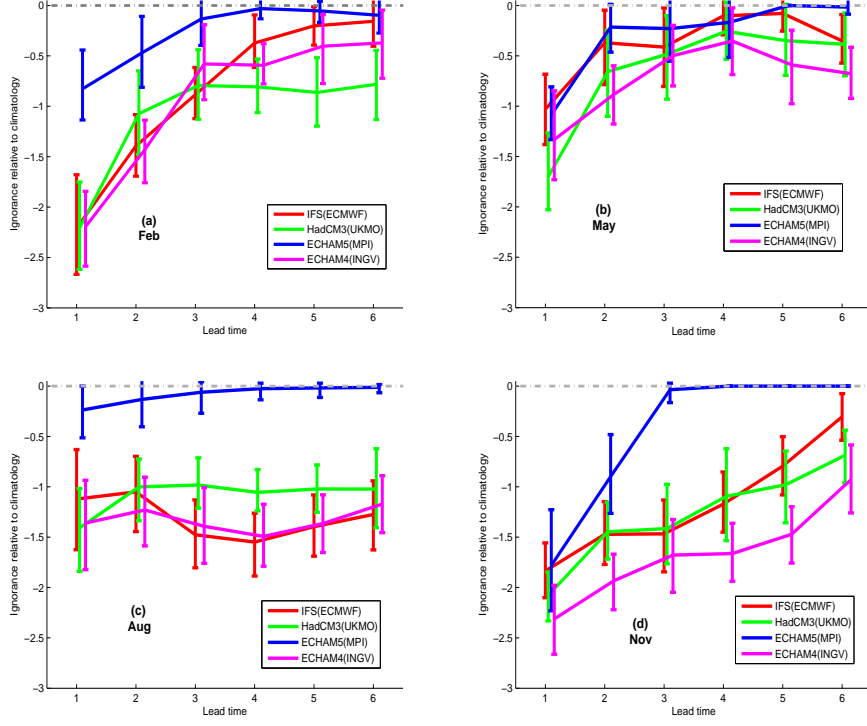 0
−0.5
−1
−1.5
−2
−2.5
−3
Ignorance relative to climatology
(a)
Feb
IFS(ECMWF)
HadCM3(UKMO)
ECHAM5(MPI)
ECHAM4(INGV)
1 2 3 4 5 6
Lead time
0
−0.5
−1
−1.5
−2
−2.5
−3
Ignorance relative to climatology
(b)
May
IFS(ECMWF)
HadCM3(UKMO)
ECHAM5(MPI)
ECHAM4(INGV)
1 2 3 4 5 6
Lead time
0
−0.5
−1
−1.5
−2
−2.5
−3
Ignorance relative to climatology
(c)
Aug
IFS(ECMWF)
HadCM3(UKMO)
ECHAM5(MPI)
ECHAM4(INGV)
1 2 3 4 5 6
Lead time
0
−0.5
−1
−1.5
−2
−2.5
−3
Ignorance relative to climatology
(d)
Nov
IFS(ECMWF)
HadCM3(UKMO)
ECHAM5(MPI)
ECHAM4(INGV)
1 2 3 4 5 6
Lead time